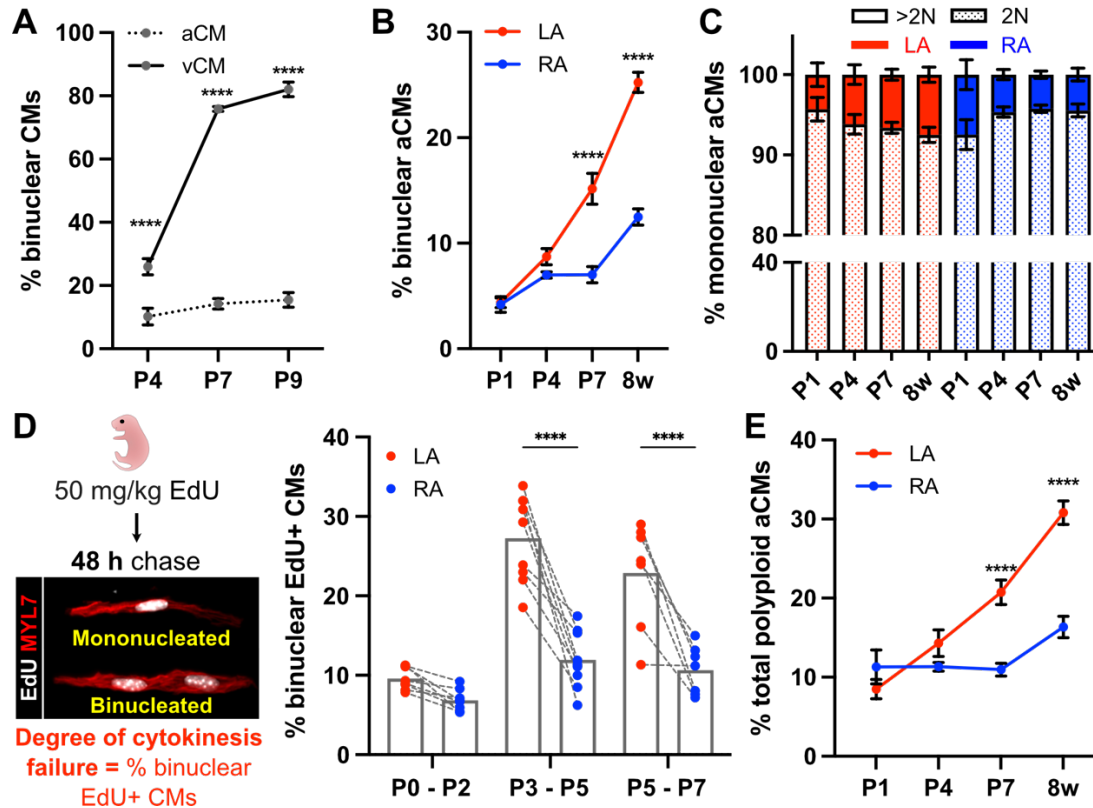 A
% binuclear CMs
100
80
60
40
20
0
aCM
vCM
****
****
****
P4 P7 P9
B
% binuclear aCMs
30
20
10
0
LA
RA
****
****
P1 P4 P7 8w
C
>2N 2N
LA RA
% mononuclear aCMs
100
90
80
40
0
P1 P4 P7 8w P1 P4 P7 8w
D
50 mg/kg EdU
48 h chase
EdU MYL7
Mononucleated
Binucleated
Degree of cytokinesis
failure = % binuclear
EdU+ CMs
% binuclear EdU+ CMs
40
30
20
10
0
LA
RA
****
****
P0 - P2 P3 - P5 P5 - P7
E
% total polyploid aCMs
40
30
20
10
0
LA
RA
****
****
P1 P4 P7 8w